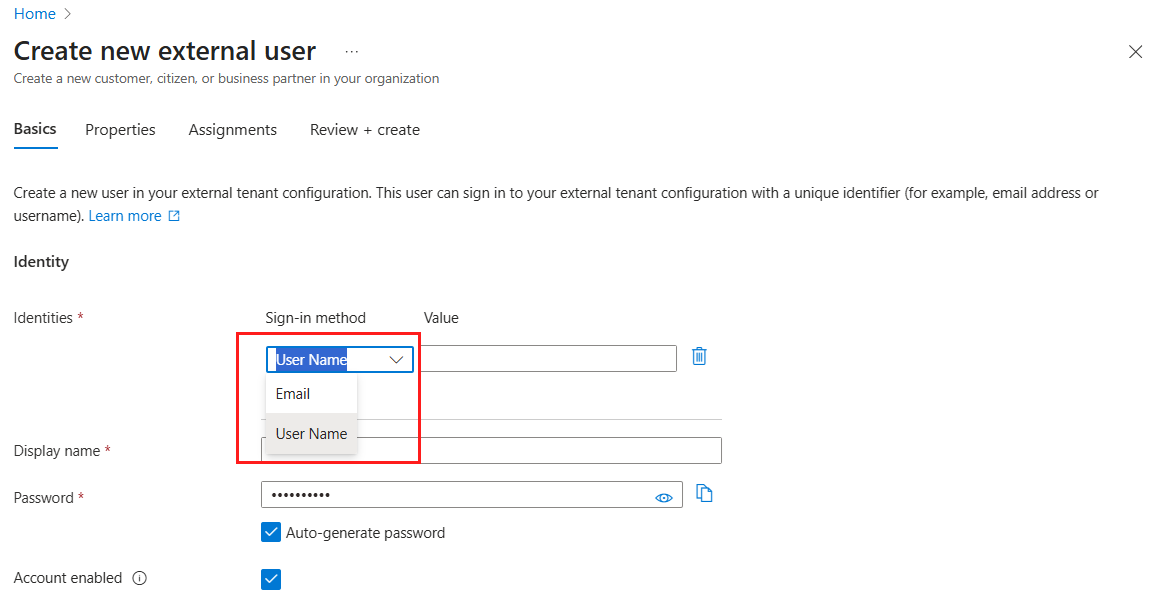 Home
Create new external user ...
Create a new customer, citizen, or business partner in your organization
Basics Properties Assignments Review + create
Create a new user in your external tenant configuration. This user can sign in to your external tenant configuration with a unique identifier (for example, email address or
username). Learn more
Identity
Identities * Sign-in method Value
User Name
Email
User Name
Display name *
Password * ••••••••••
Auto-generate password
Account enabled